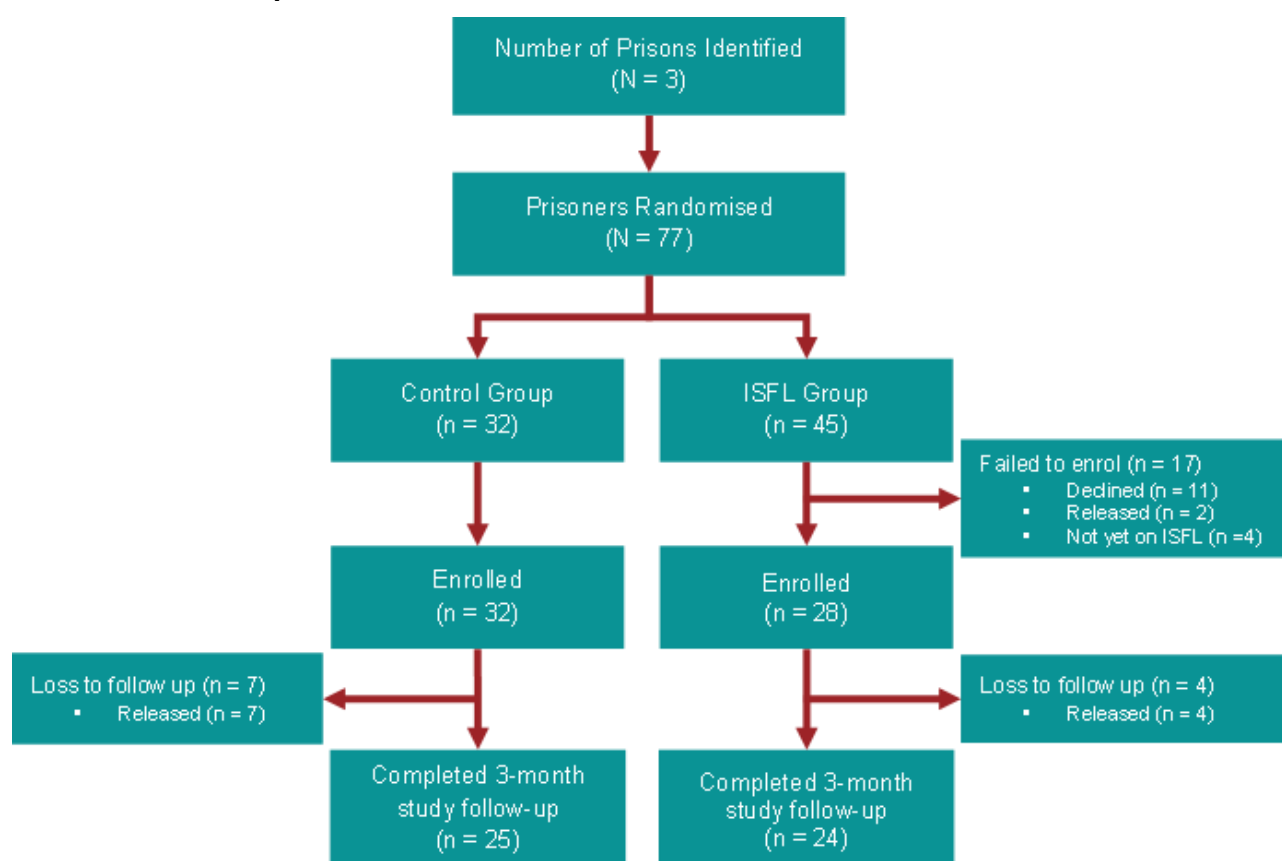 Number of Prisons Identified
(N = 3)
Prisoners Randomised
(N = 77)
Control Group
(n = 32)
ISFL Group
(n = 45)
Failed to enrol (n = 17)
▪ Declined (n = 11)
▪ Released (n = 2)
▪ Not yet on ISFL (n =4)
Enrolled
(n = 32)
Enrolled
(n = 28)
Loss to follow up (n = 7)
▪ Released (n = 7)
Loss to follow up (n = 4)
▪ Released (n = 4)
Completed 3-month
study follow-up
(n = 25)
Completed 3-month
study follow-up
(n = 24)